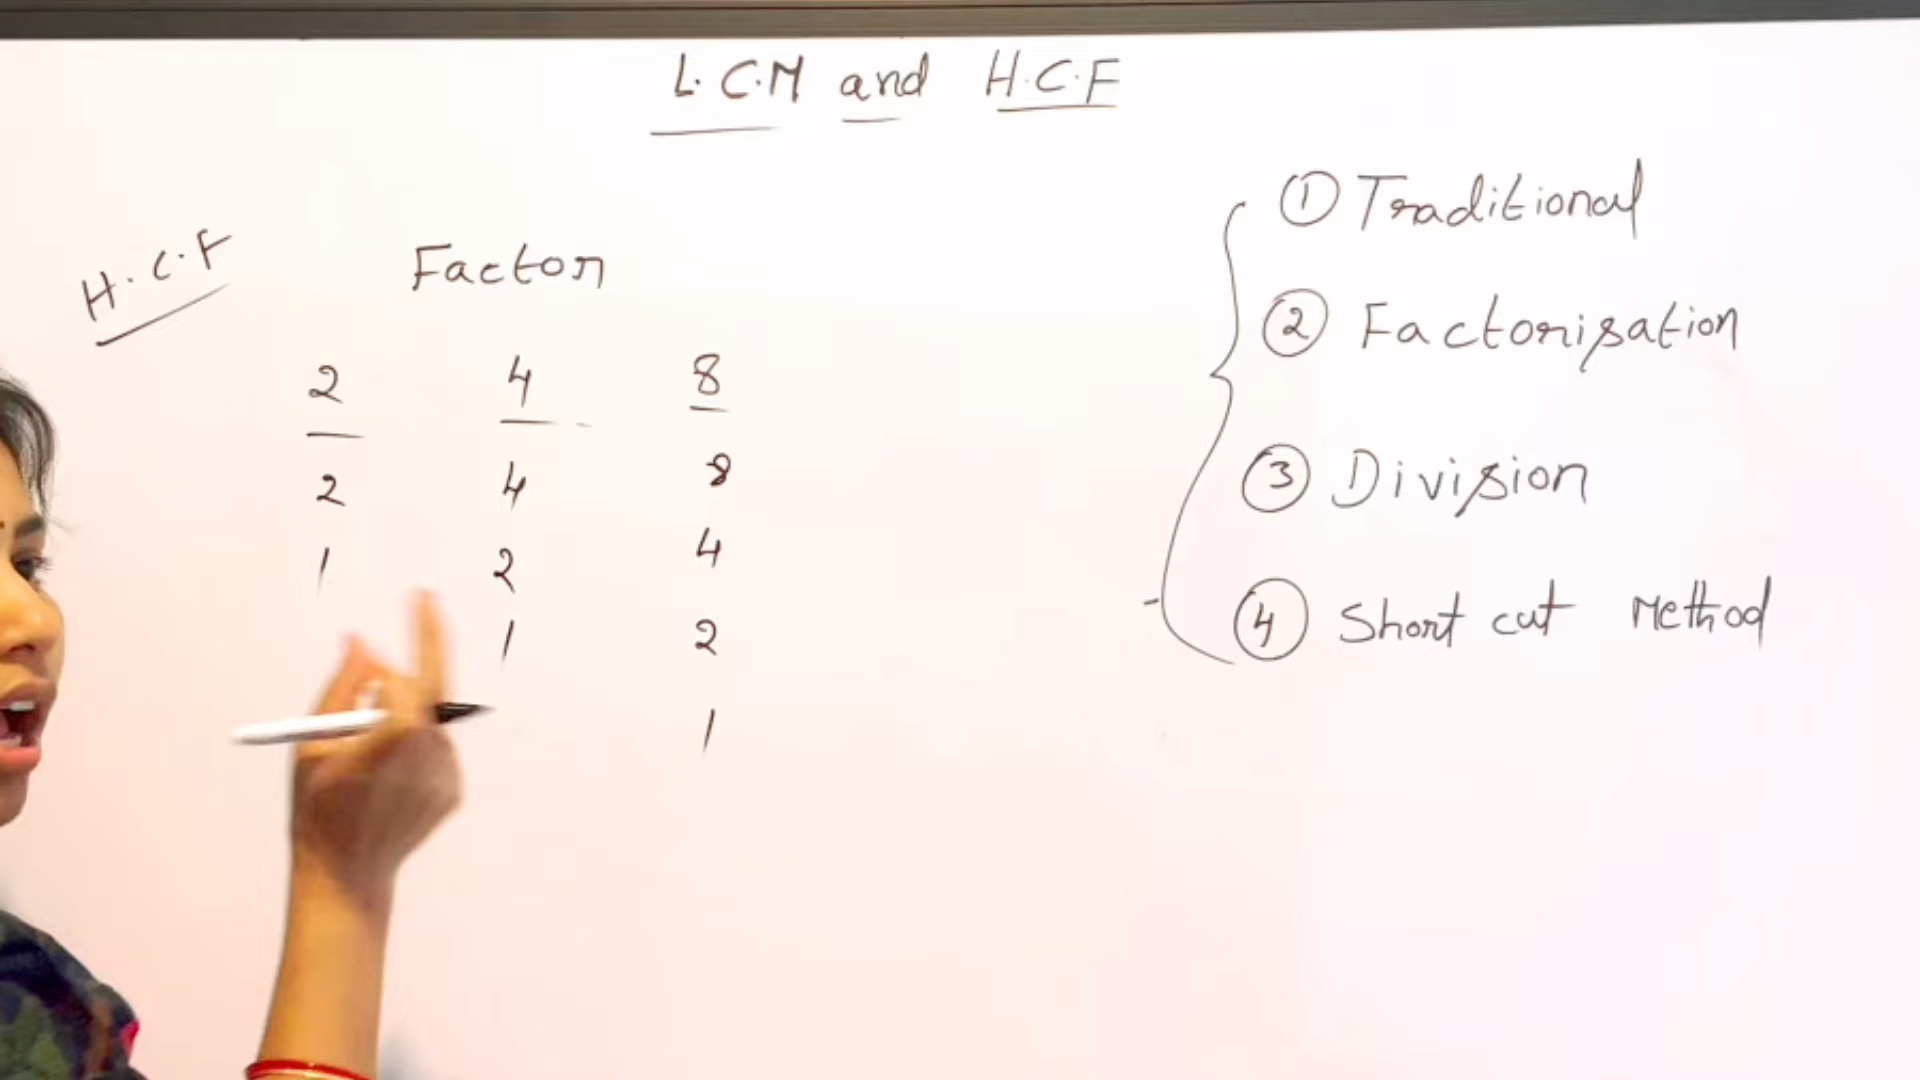 L.C.M and H.C.F
H.C.F
Factor
2 4 8
2 4 8
1 2 4
1 2
1
① Traditional
② Factorisation
③ Division
④ Short cut Method